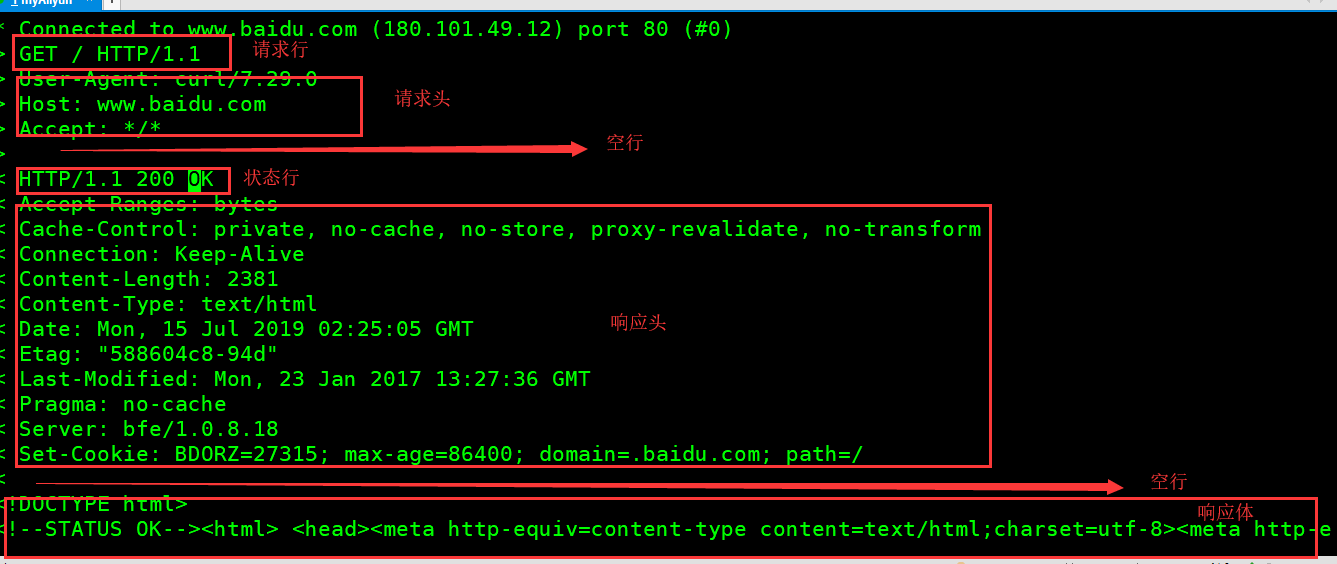 1 myAliyun
* Connected to www.baidu.com (180.101.49.12) port 80 (#0)
> GET / HTTP/1.1 请求行
> User-Agent: curl/7.29.0
> Host: www.baidu.com 请求头
> Accept: */*
> 空行
< HTTP/1.1 200 OK 状态行
< Accept-Ranges: bytes
< Cache-Control: private, no-cache, no-store, proxy-revalidate, no-transform
< Connection: Keep-Alive
< Content-Length: 2381
< Content-Type: text/html
< Date: Mon, 15 Jul 2019 02:25:05 GMT 响应头
< Etag: "588604c8-94d"
< Last-Modified: Mon, 23 Jan 2017 13:27:36 GMT
< Pragma: no-cache
< Server: bfe/1.0.8.18
< Set-Cookie: BDORZ=27315; max-age=86400; domain=.baidu.com; path=/
< 空行
<!DOCTYPE html>
响应体
<!--STATUS OK--><html> <head><meta http-equiv=content-type content=text/html;charset=utf-8><meta http-e